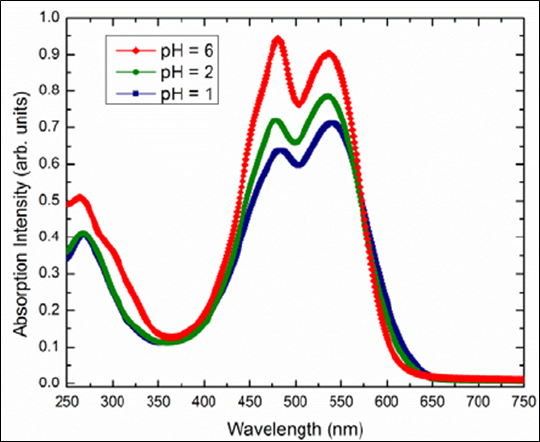 1.0
0.9
0.8
0.7
0.6
0.5
0.4
0.3
0.2
0.1
0.0
Absorption Intensity (arb. units)
pH = 6
pH = 2
pH = 1
250 300 350 400 450 500 550 600 650 700 750
Wavelength (nm)